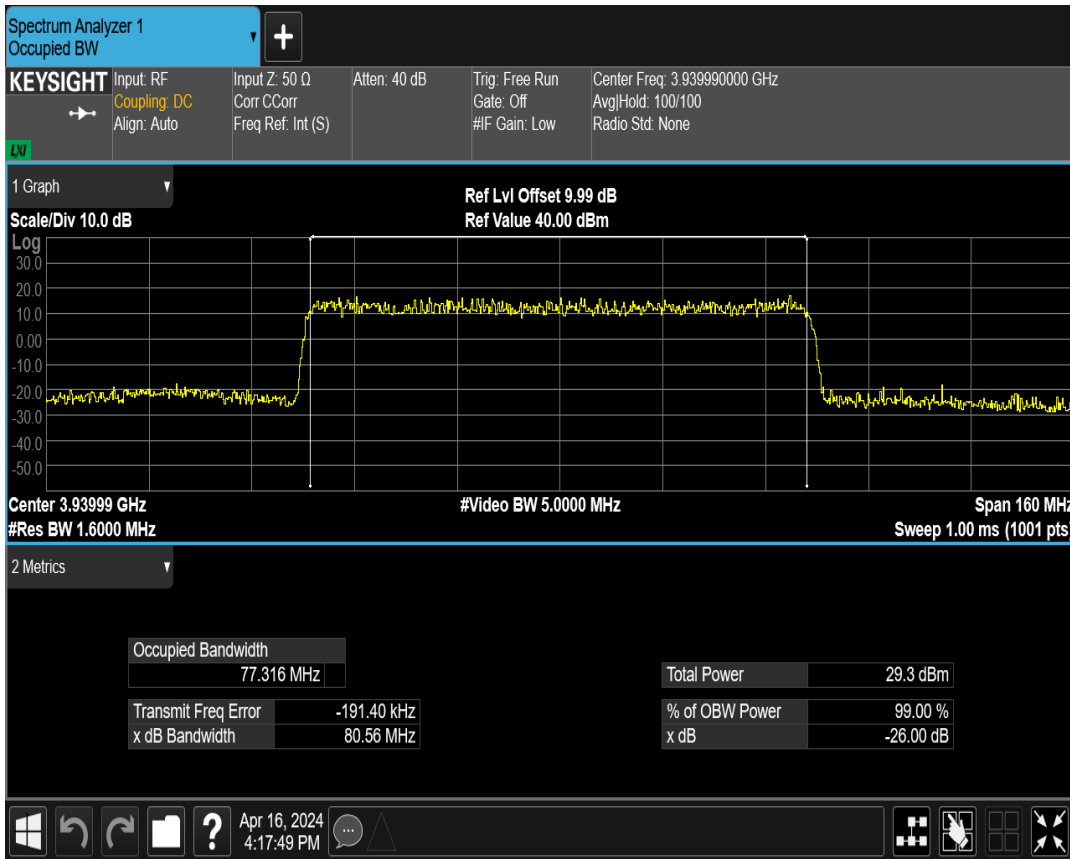 Spectrum Analyzer 1
Occupied BW
KEYSIGHT
LXI
Input: RF
Coupling: DC
Align: Auto
Input Z: 50 Ω
Corr CCorr
Freq Ref: Int (S)
Atten: 40 dB
Trig: Free Run
Gate: Off
#IF Gain: Low
Center Freq: 3.939990000 GHz
Avg|Hold: 100/100
Radio Std: None
1 Graph
Scale/Div 10.0 dB
Ref Lvl Offset 9.99 dB
Ref Value 40.00 dBm
Log
30.0
20.0
10.0
0.00
-10.0
-20.0
-30.0
-40.0
-50.0
Center 3.93999 GHz
#Video BW 5.0000 MHz
Span 160 MHz
#Res BW 1.6000 MHz
Sweep 1.00 ms (1001 pts)
2 Metrics
Occupied Bandwidth
77.316 MHz
Transmit Freq Error -191.40 kHz
x dB Bandwidth 80.56 MHz
Total Power 29.3 dBm
% of OBW Power 99.00 %
x dB -26.00 dB
?
Apr 16, 2024
4:17:49 PM